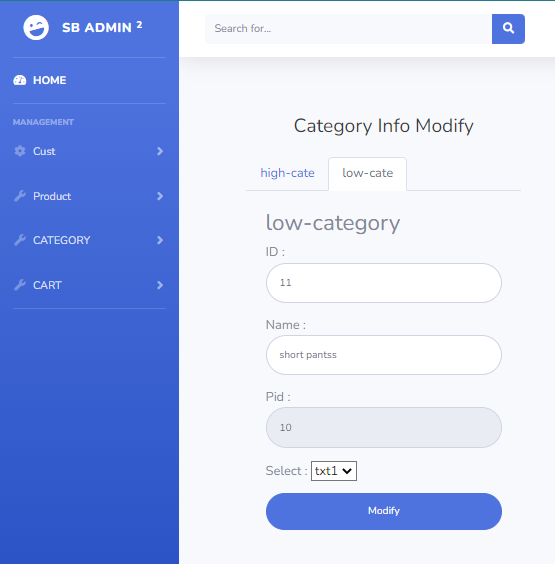 SB ADMIN 2
Search for...
HOME
MANAGEMENT
Cust
Product
CATEGORY
CART
Category Info Modify
high-cate
low-cate
low-category
ID :
11
Name :
short pantss
Pid :
10
Select : txt1
Modify